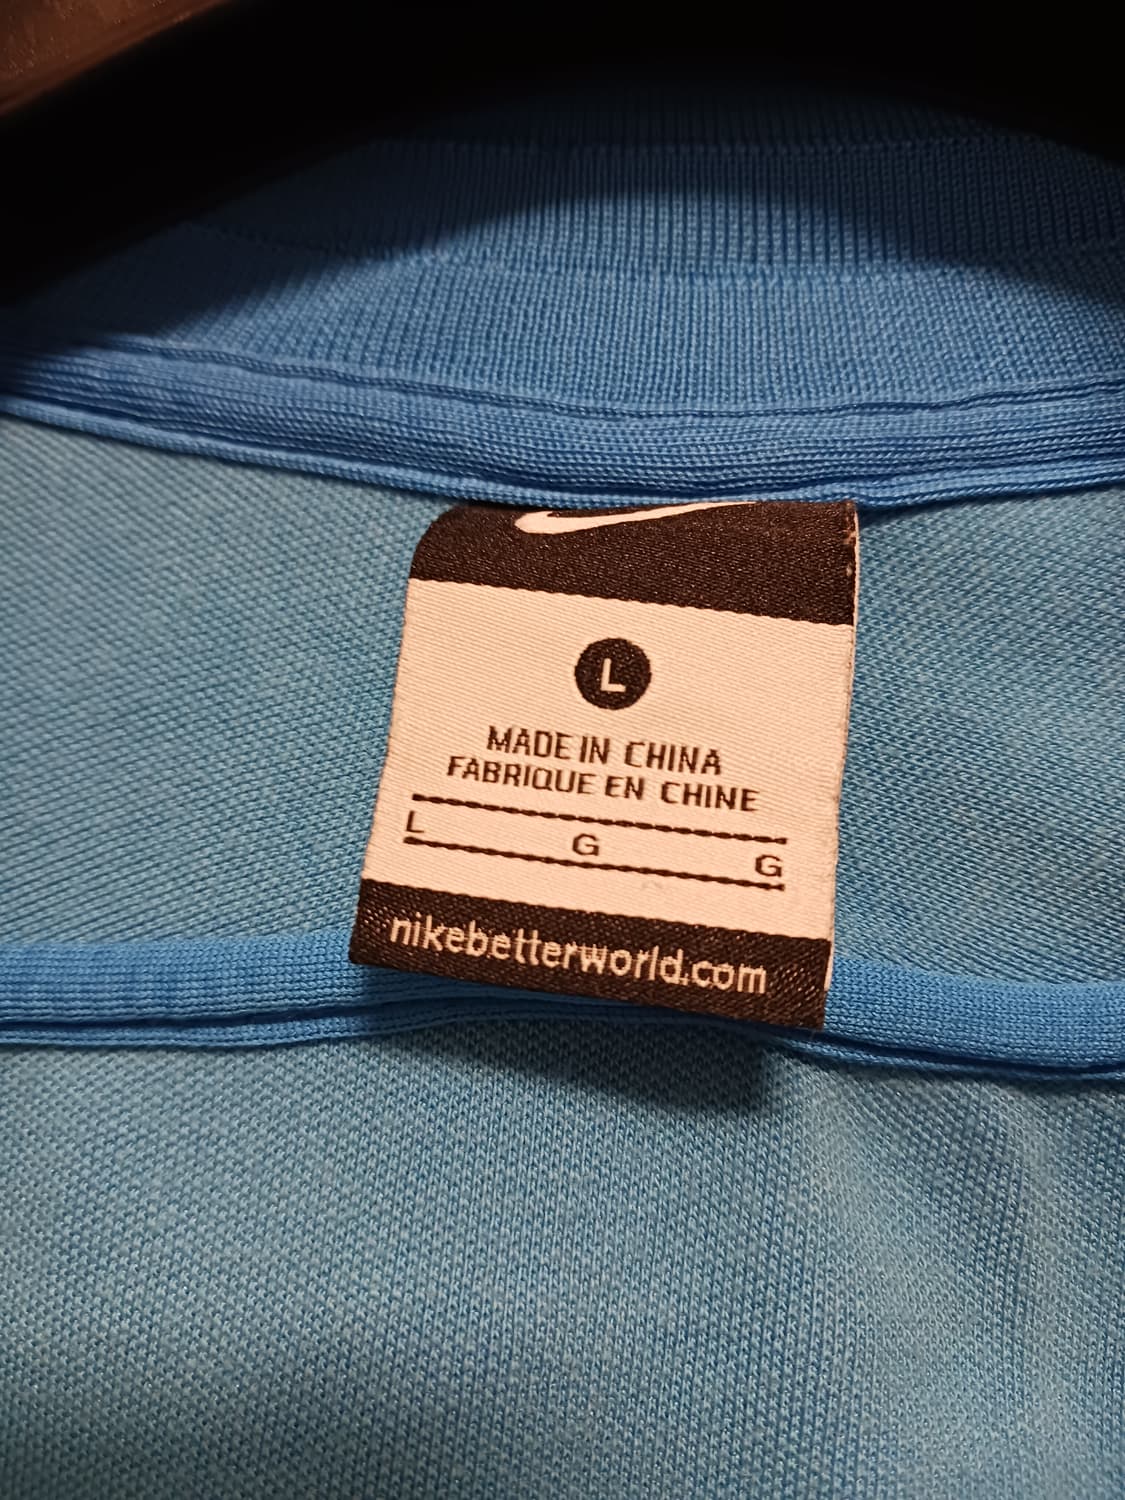 L
MADE IN CHINA
FABRIQUE EN CHINE
L G G
nikebetterworld.com